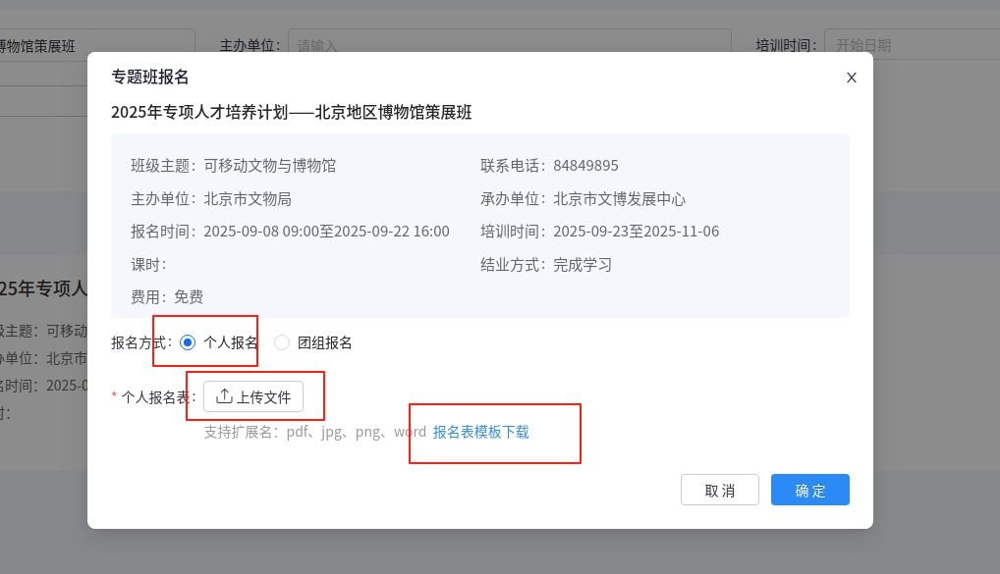 博物馆策展班 主办单位: 请输入 培训时间: 开始日期
专题班报名 X
2025年专项人才培养计划——北京地区博物馆策展班
班级主题: 可移动文物与博物馆 联系电话: 84849895
主办单位: 北京市文物局 承办单位: 北京市文博发展中心
报名时间: 2025-09-08 09:00至2025-09-22 16:00 培训时间: 2025-09-23至2025-11-06
课时: 结业方式: 完成学习
费用: 免费
25年专项人
级主题: 可移动
办单位: 北京市
名时间: 2025-0
时:
报名方式: 个人报名 团组报名
* 个人报名表: 上传文件
支持扩展名: pdf、jpg、png、word 报名表模板下载
取 消 确 定